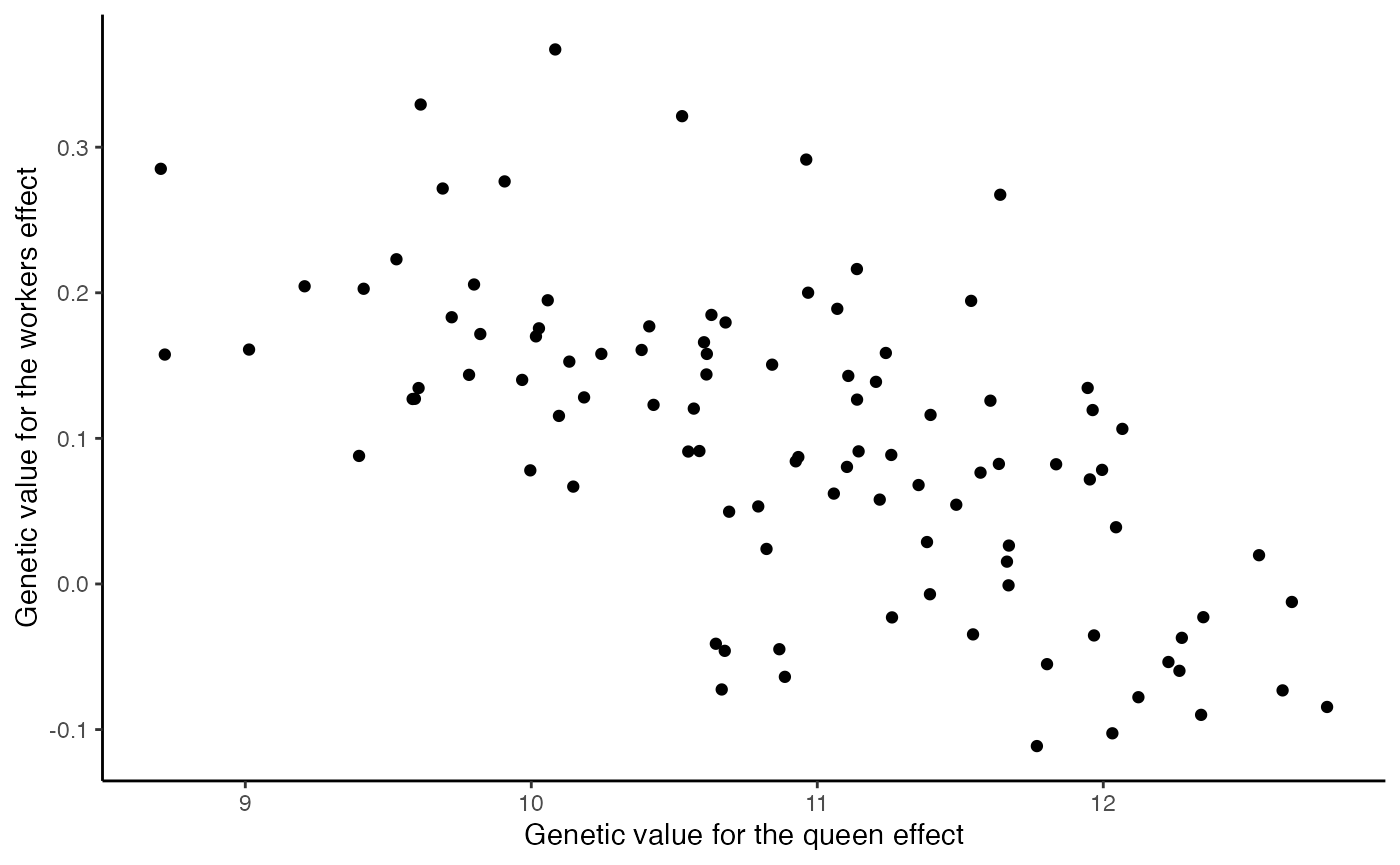 Genetic value for the workers effect
0.3
0.2
0.1
0.0
-0.1
9 10 11 12
Genetic value for the queen effect